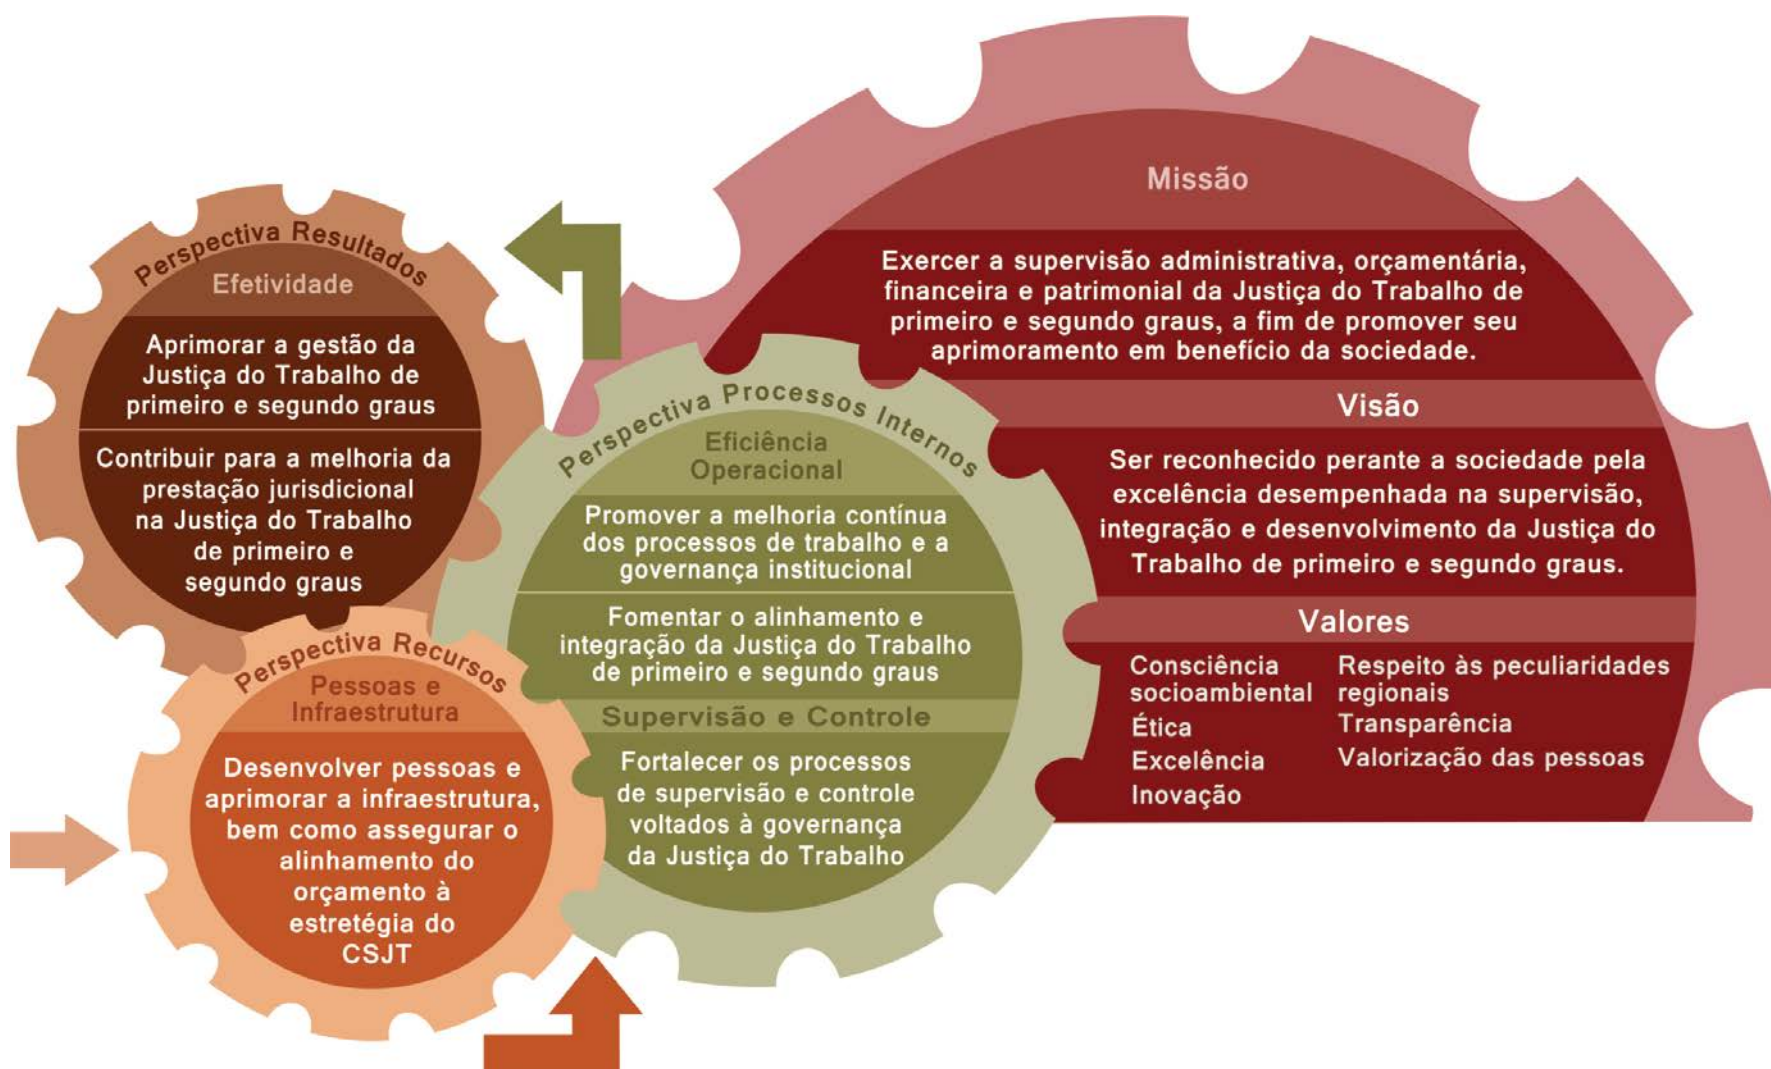 Perspectiva Resultados
Efetividade
Aprimorar a gestão da
Justiça do Trabalho de
primeiro e segundo graus
Contribuir para a melhoria da
prestação jurisdicional
na Justiça do Trabalho
de primeiro e
segundo graus
Perspectiva Recursos
Pessoas e
Infraestrutura
Desenvolver pessoas e
aprimorar a infraestrutura,
bem como assegurar o
alinhamento do
orçamento à
estretégia do
CSJT
Perspectiva Processos Internos
Eficiência
Operacional
Promover a melhoria contínua
dos processos de trabalho e a
governança institucional
Fomentar o alinhamento e
integração da Justiça do Trabalho
de primeiro e segundo graus
Supervisão e Controle
Fortalecer os processos
de supervisão e controle
voltados à governança
da Justiça do Trabalho
Missão
Exercer a supervisão administrativa, orçamentária,
financeira e patrimonial da Justiça do Trabalho de
primeiro e segundo graus, a fim de promover seu
aprimoramento em benefício da sociedade.
Visão
Ser reconhecido perante a sociedade pela
excelência desempenhada na supervisão,
integração e desenvolvimento da Justiça do
Trabalho de primeiro e segundo graus.
Valores
Consciência
socioambiental
Ética
Excelência
Inovação
Respeito às peculiaridades
regionais
Transparência
Valorização das pessoas